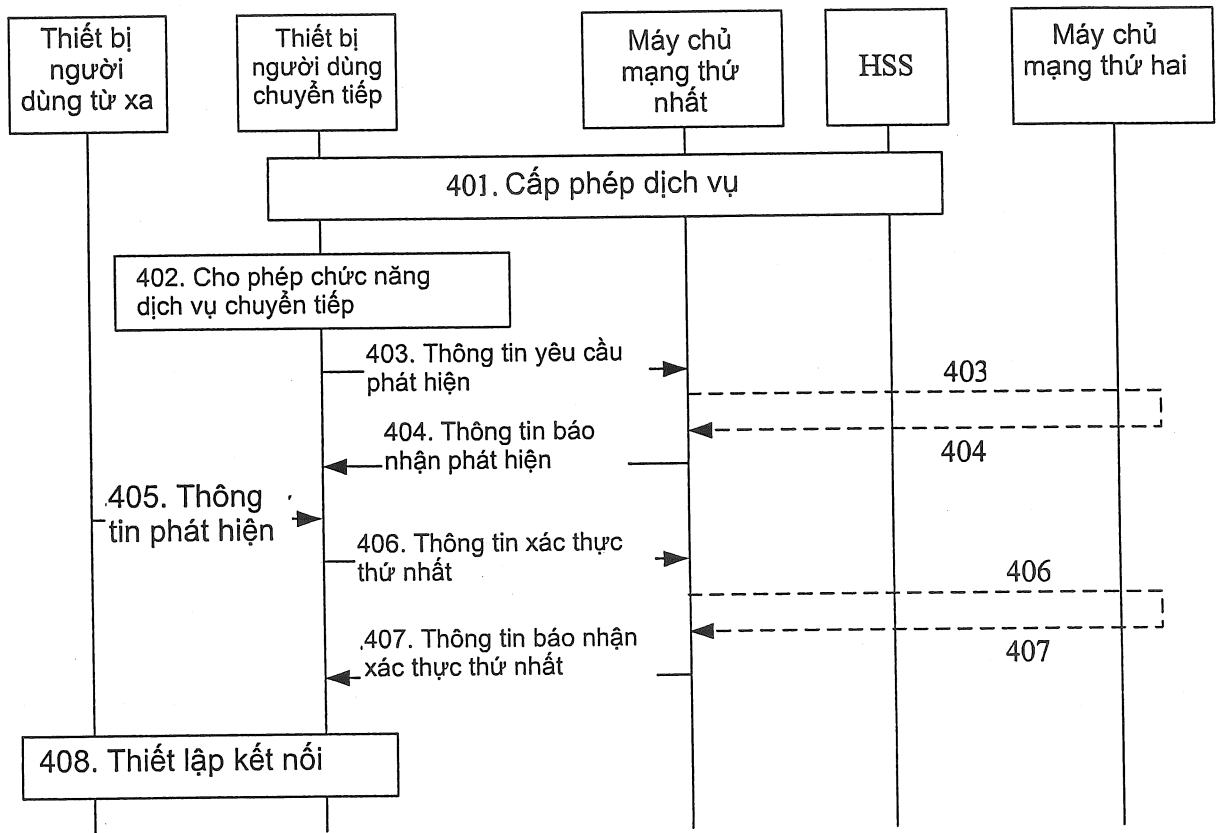 Thiết bị
người
dùng từ xa
Thiết bị
người dùng
chuyển tiếp
Máy chủ
mạng thứ
nhất
HSS
Máy chủ
mạng thứ hai
401. Cấp phép dịch vụ
402. Cho phép chức năng
dịch vụ chuyển tiếp
403. Thông tin yêu cầu
phát hiện
403
404. Thông tin báo
nhận phát hiện
404
405. Thông
tin phát hiện
406. Thông tin xác thực
thứ nhất
406
407. Thông tin báo nhận
xác thực thứ nhất
407
408. Thiết lập kết nối